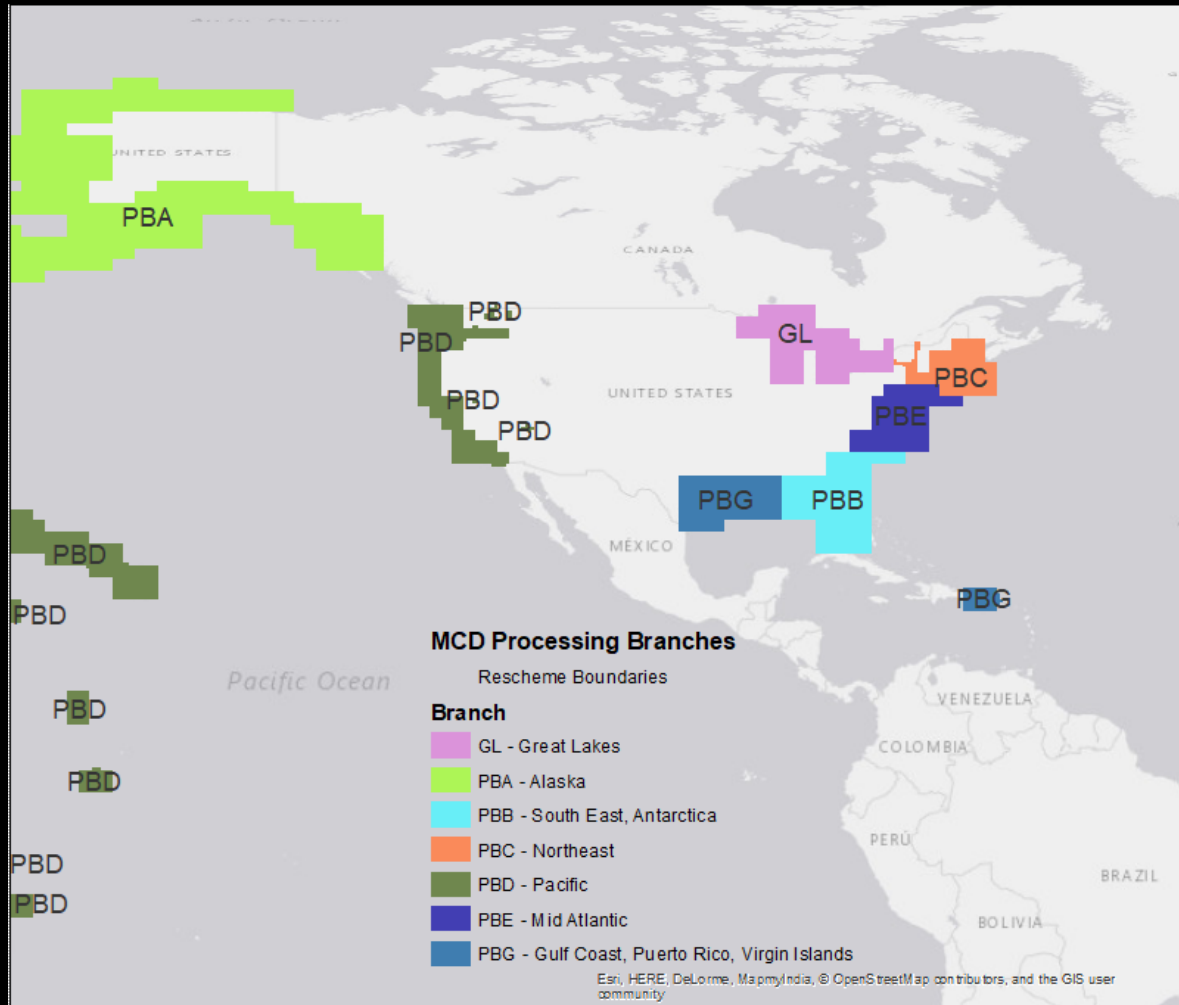 Arctic Ocean
UNITED STATES
PBA
CANADA
PBD
PBD
GL
PBC
UNITED STATES
PBD
PBE
PBD
PBG
PBB
MÉXICO
PBD
PBG
PBD
MCD Processing Branches
Rescheme Boundaries
Pacific Ocean
PBD
Branch
VENEZUELA
GL - Great Lakes
COLOMBIA
PBD
PBA - Alaska
PBB - South East, Antarctica
PERÚ
PBC - Northeast
PBD
BRAZIL
PBD - Pacific
PBD
PBE - Mid Atlantic
BOLIVIA
PBG - Gulf Coast, Puerto Rico, Virgin Islands
Esri, HERE, DeLorme, MapmyIndia, © OpenStreetMap contributors, and the GIS user
community